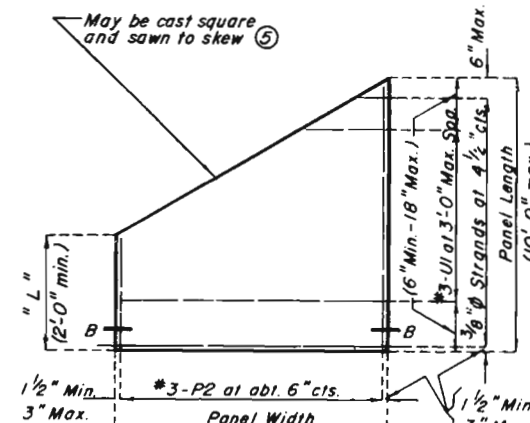 May be cast square
and sawn to skew ⑤
6" Max.
(6" Min.-18" Max.)
#3-U1 at 3'-0" Max. Spa.
3/8" Ø Strands at 4 1/2" cts.
Panel Length
"L"
(2'-0" min.)
B
B
1 1/2" Min.
3" Max.
#3-P2 at abt. 6" cts.
Panel Width
1 1/2" Min